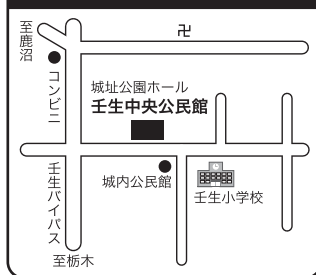 至鹿沼
卍
コンビニ
城址公園ホール
壬生中央公民館
壬生バイパス
城内公民館
壬生小学校
至栃木